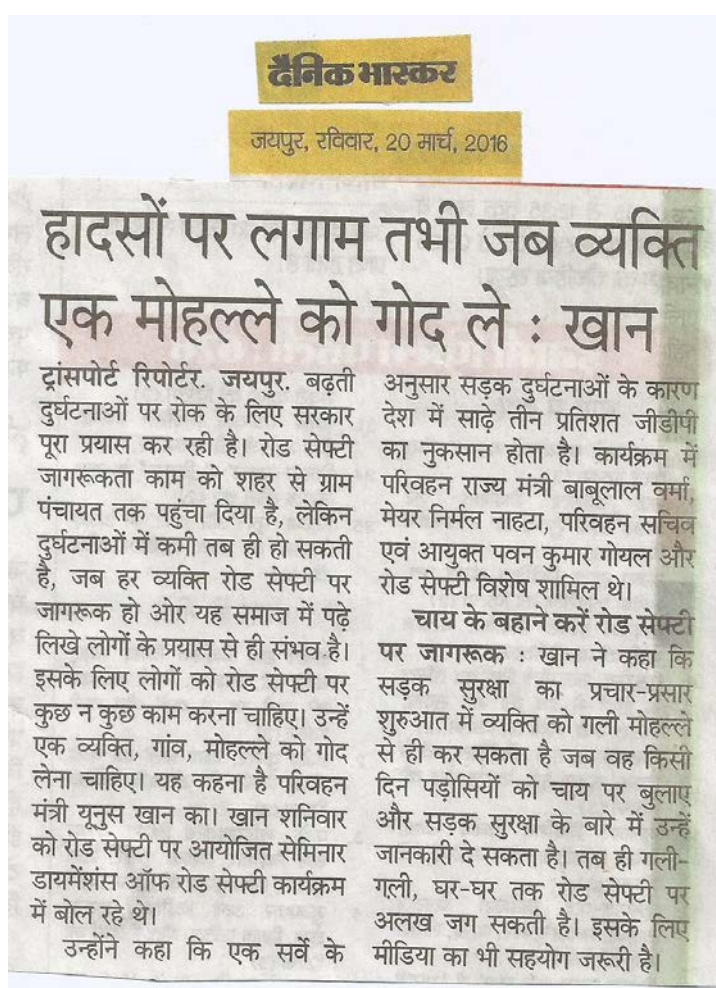 दैनिक भास्कर
जयपुर, रविवार, 20 मार्च, 2016
हादसों पर लगाम तभी जब व्यक्ति
एक मोहल्ले को गोद ले : खान
ट्रांसपोर्ट रिपोर्टर. जयपुर. बढ़ती
दुर्घटनाओं पर रोक के लिए सरकार
पूरा प्रयास कर रही है। रोड सेफ्टी
जागरूकता काम को शहर से ग्राम
पंचायत तक पहुंचा दिया है, लेकिन
दुर्घटनाओं में कमी तब ही हो सकती
है, जब हर व्यक्ति रोड सेफ्टी पर
जागरूक हो ओर यह समाज में पढ़े
लिखे लोगों के प्रयास से ही संभव है।
इसके लिए लोगों को रोड सेफ्टी पर
कुछ न कुछ काम करना चाहिए। उन्हें
एक व्यक्ति, गांव, मोहल्ले को गोद
लेना चाहिए। यह कहना है परिवहन
मंत्री यूनुस खान का। खान शनिवार
को रोड सेफ्टी पर आयोजित सेमिनार
डायमेंशंस ऑफ रोड सेफ्टी कार्यक्रम
में बोल रहे थे।
उन्होंने कहा कि एक सर्वे के
अनुसार सड़क दुर्घटनाओं के कारण
देश में साढ़े तीन प्रतिशत जीडीपी
का नुकसान होता है। कार्यक्रम में
परिवहन राज्य मंत्री बाबूलाल वर्मा,
मेयर निर्मल नाहटा, परिवहन सचिव
एवं आयुक्त पवन कुमार गोयल और
रोड सेफ्टी विशेष शामिल थे।
चाय के बहाने करें रोड सेफ्टी
पर जागरूक : खान ने कहा कि
सड़क सुरक्षा का प्रचार-प्रसार
शुरुआत में व्यक्ति को गली मोहल्ले
से ही कर सकता है जब वह किसी
दिन पड़ोसियों को चाय पर बुलाए
और सड़क सुरक्षा के बारे में उन्हें
जानकारी दे सकता है। तब ही गली-
गली, घर-घर तक रोड सेफ्टी पर
अलख जग सकती है। इसके लिए
मीडिया का भी सहयोग जरूरी है।